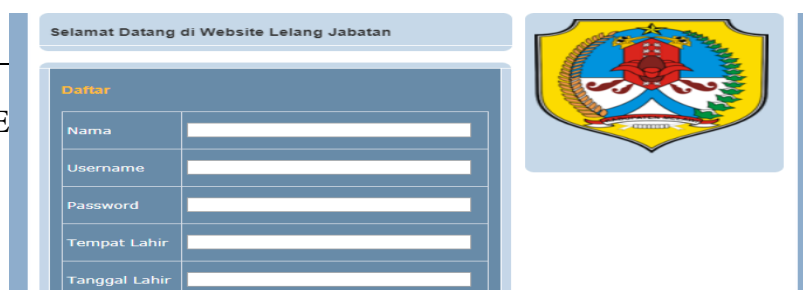 Selamat Datang di Website Lelang Jabatan
E
Daftar
Nama
Username
Password
Tempat Lahir
Tanggal Lahir